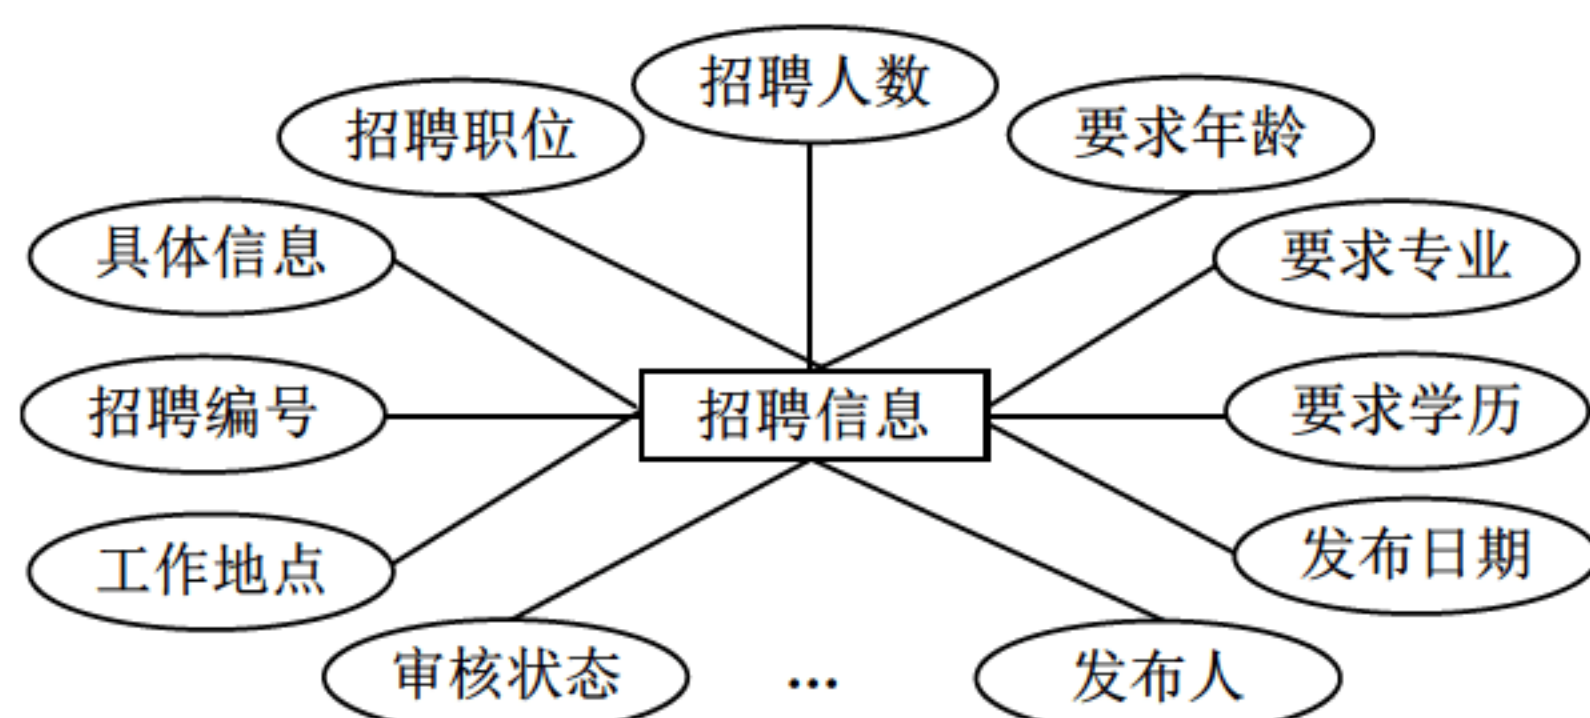 招聘人数
招聘职位
要求年龄
具体信息
要求专业
招聘编号
招聘信息
要求学历
工作地点
发布日期
审核状态
...
发布人